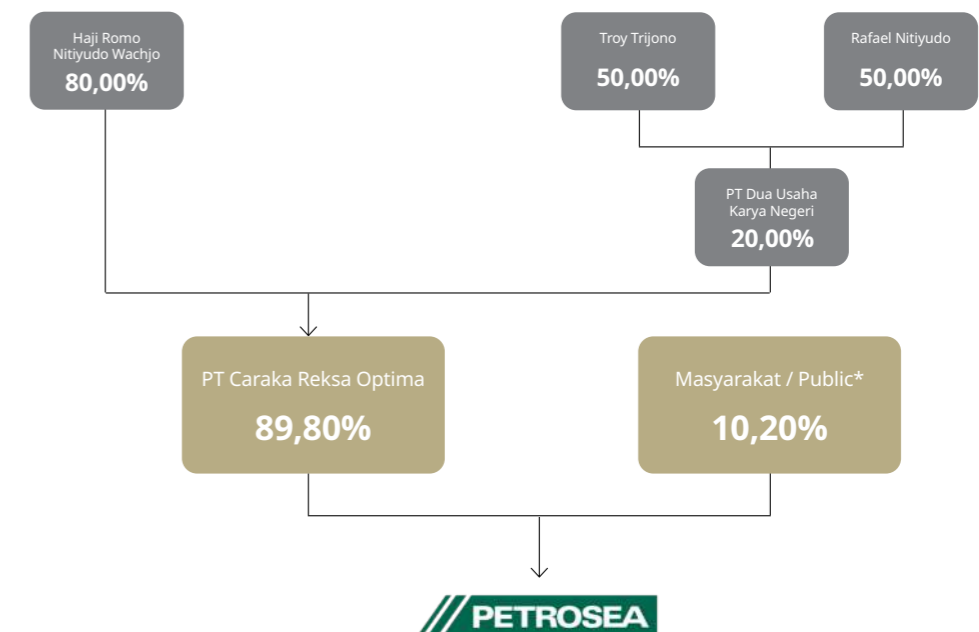 Haji Romo
Nitiyudo Wachjo
80,00%
Troy Trijono
50,00%
Rafael Nitiyudo
50,00%
PT Dua Usaha
Karya Negeri
20,00%
PT Caraka Reksa Optima
89,80%
Masyarakat / Public*
10,20%
PETROSEA